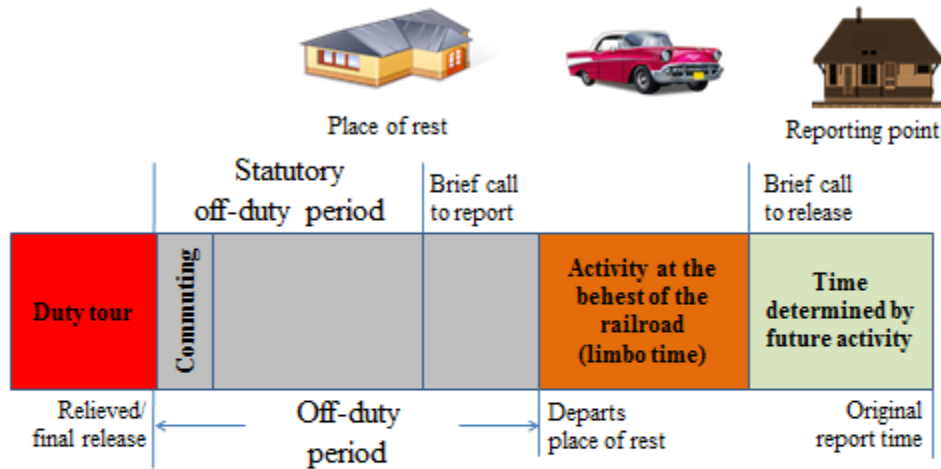 Place of rest
Reporting point
Statutory
off-duty period
Brief call
to report
Brief call
to release
Duty tour
Commuting
Activity at the
behest of the
railroad
(limbo time)
Time
determined by
future activity
Relieved/
final release
Off-duty
period
Departs
place of rest
Original
report time